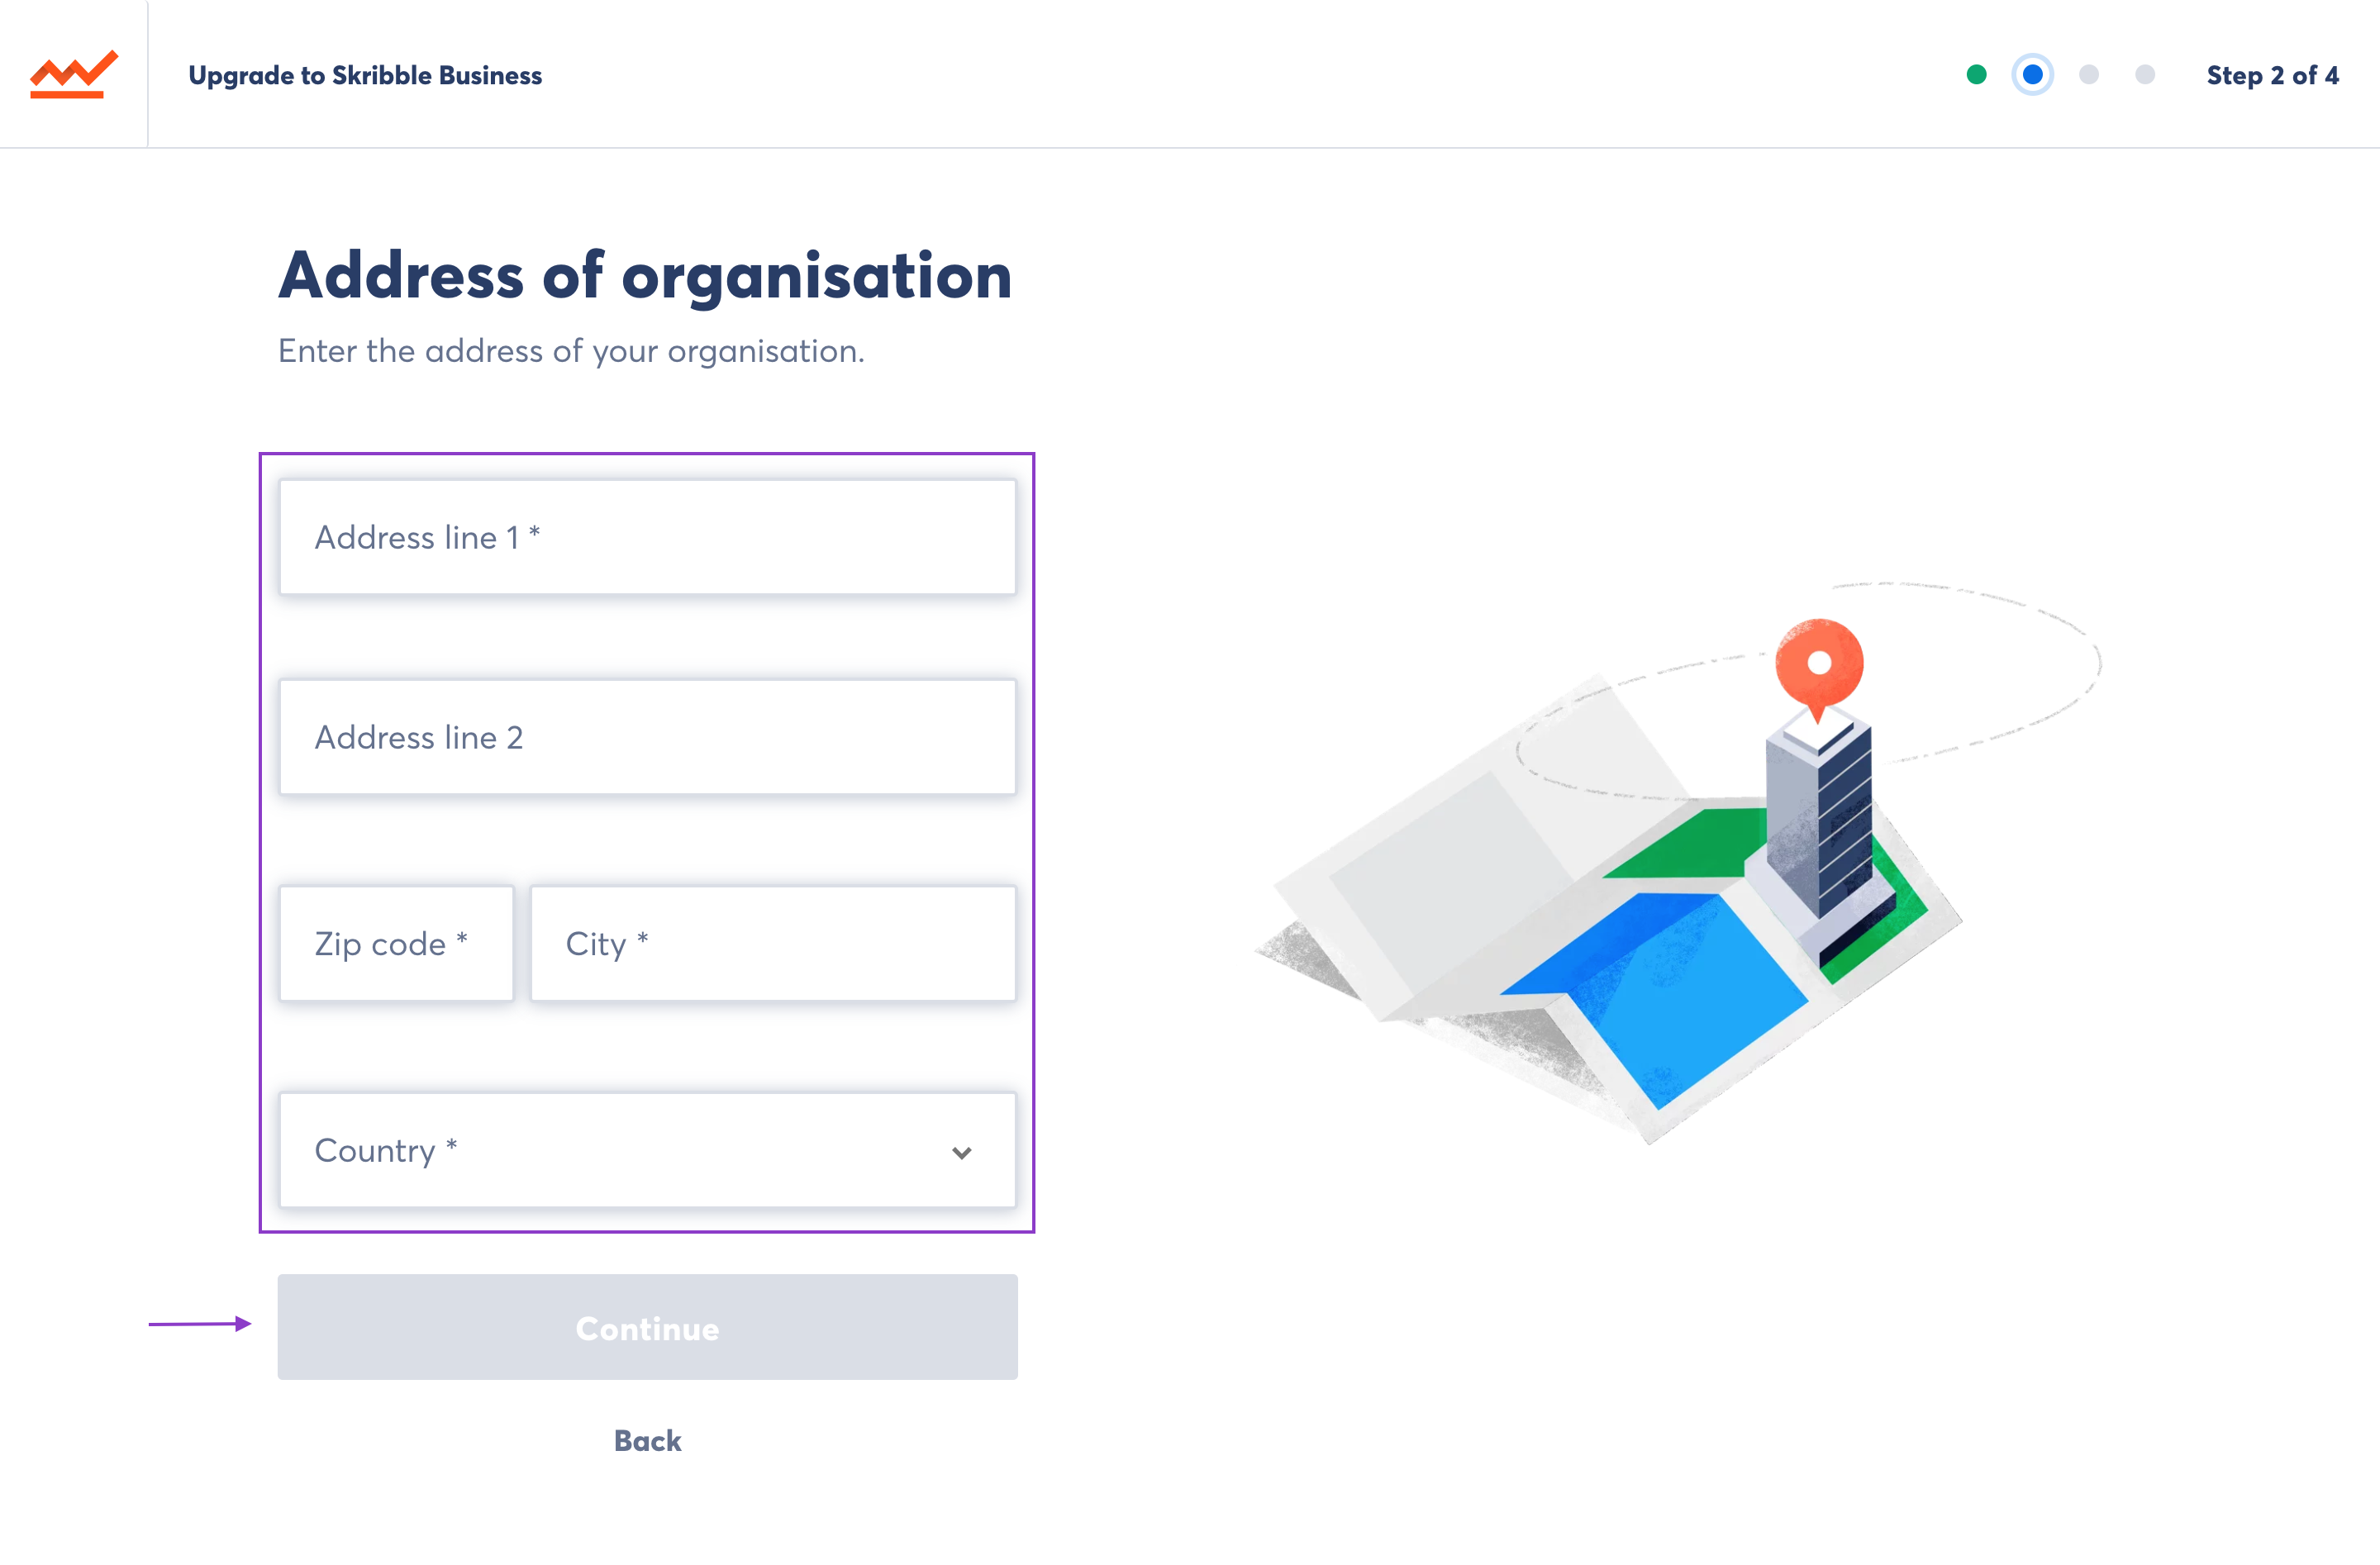 Upgrade to Skribble Business
Step 2 of 4
Address of organisation
Enter the address of your organisation.
Address line 1 *
Address line 2
Zip code *
City *
Country *
Continue
Back